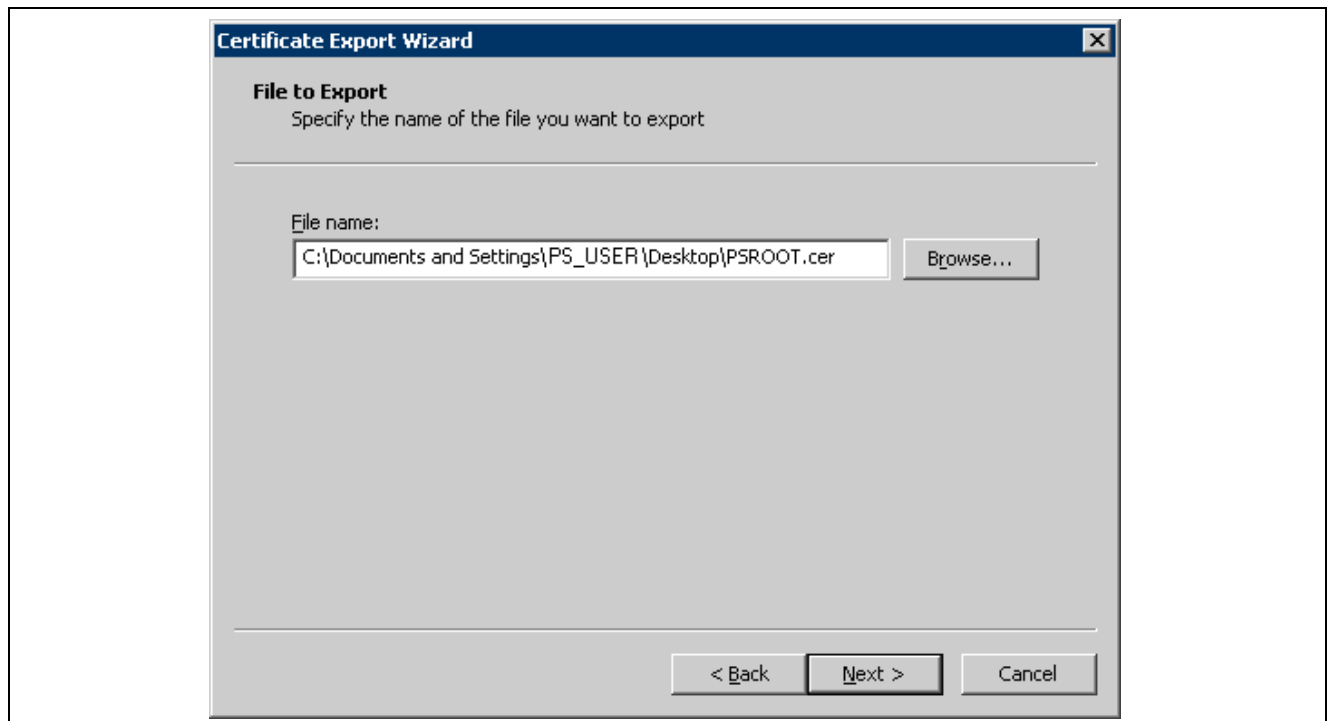 Certificate Export Wizard
File to Export
Specify the name of the file you want to export
File name:
C:\Documents and Settings\PS_USER\Desktop\PSROOT.cer
Browse...
< Back
Next >
Cancel